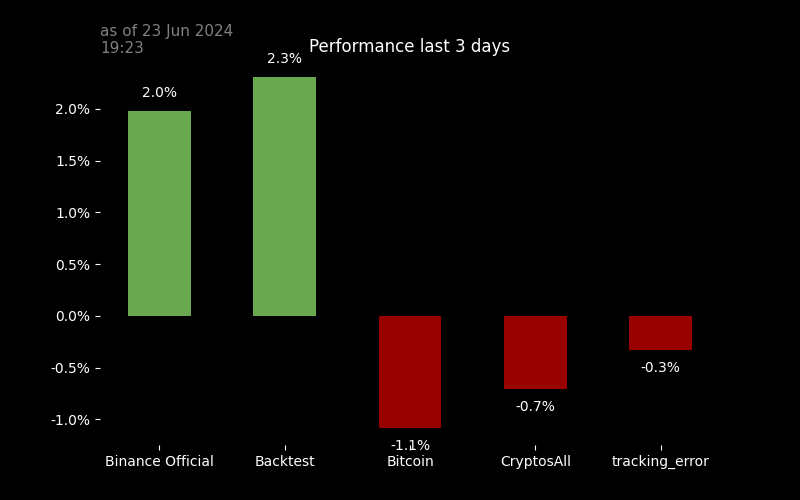 as of 23 Jun 2024
19:23
Performance last 3 days
2.0%
2.3%
2.0%
1.5%
1.0%
0.5%
0.0%
-0.5%
-1.0%
-1.1%
-0.7%
-0.3%
Binance Official
Backtest
Bitcoin
CryptosAll
tracking_error